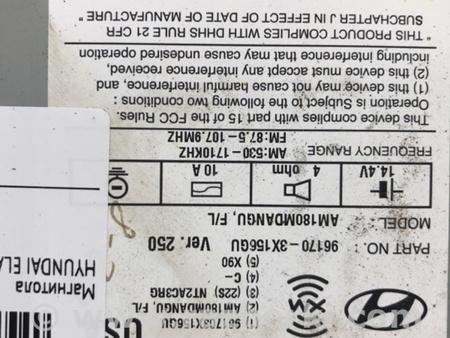 (1) 961703X156GU
(2) AM180MDANGU, F/L
(3) (22S) NT2AC3RG
(4) C-
(5) X90
US
PART NO. : 96170-3X156GU Ver. 250
MODEL: AM180MDANGU, F/L
14.4V 4 ohm 10 A
FREQUENCY RANGE
AM:530-1710KHZ
FM:87.5-107.9MHZ
This device complies with the part 15 of FCC Rules.
Operation is Subject to the following two conditions :
(1) this device may not cause harmful interference, and
(2) this device must accept any interference received,
including interference that may cause undesired operation
" THIS PRODUCT COMPLIES WITH DHHS RULE 21 CFR
SUBCHAPTER J IN EFFECT OF DATE OF MANUFACTURE "
Магнитола
HYUNDAI ELA